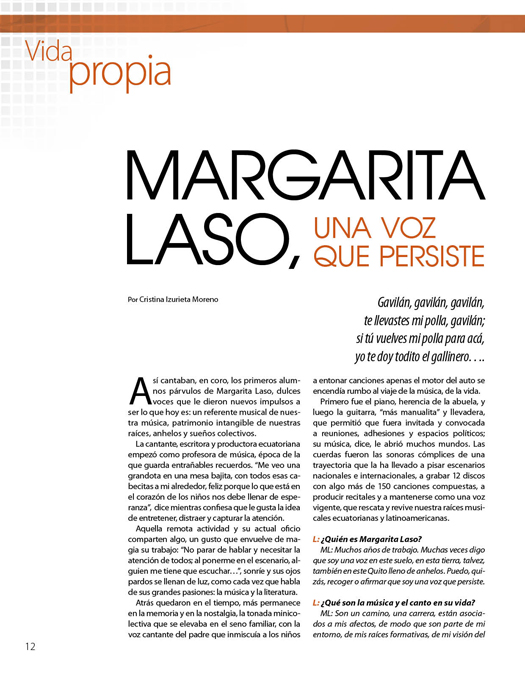 Vida
propia
MARGARITA
LASO, UNA VOZ
QUE PERSISTE
Por Cristina Izurieta Moreno
Gavilán, gavilán, gavilán,
te llevastes mi polla, gavilán;
si tú vuelves mi polla para acá,
yo te doy todito el gallinero. . . .
Así cantaban, en coro, los primeros alum-
nos párvulos de Margarita Laso, dulces
voces que le dieron nuevos impulsos a
ser lo que hoy es: un referente musical de nues-
tra música, patrimonio intangible de nuestras
raíces, anhelos y sueños colectivos.
La cantante, escritora y productora ecuatoriana
empezó como profesora de música, época de la
que guarda entrañables recuerdos. “Me veo una
grandota en una mesa bajita, con todas esas ca-
becitas a mi alrededor, feliz porque lo que está en
el corazón de los niños nos debe llenar de espe-
ranza”, dice mientras confiesa que le gusta la idea
de entretener, distraer y capturar la atención.
Aquella remota actividad y su actual oficio
comparten algo, un gusto que envuelve de ma-
gia su trabajo: “No parar de hablar y necesitar la
atención de todos; al ponerme en el escenario, al-
guien me tiene que escuchar…”, sonríe y sus ojos
pardos se llenan de luz, como cada vez que habla
de sus grandes pasiones: la música y la literatura.
Atrás quedaron en el tiempo, más permanece
en la memoria y en la nostalgia, la tonada minico-
lectiva que se elevaba en el seno familiar, con la
voz cantante del padre que inmiscuía a los niños
a entonar canciones apenas el motor del auto se
encendía rumbo al viaje de la música, de la vida.
Primero fue el piano, herencia de la abuela, y
luego la guitarra, “más manualita” y llevadera,
que permitió que fuera invitada y convocada
a reuniones, adhesiones y espacios políticos;
su música, dice, le abrió muchos mundos. Las
cuerdas fueron las sonoras cómplices de una
trayectoria que la ha llevado a pisar escenarios
nacionales e internacionales, a grabar 12 discos
con algo más de 150 canciones compuestas, a
producir recitales y a mantenerse como una voz
vigente, que rescata y revive nuestra raíces musi-
cales ecuatorianas y latinoamericanas.
L: ¿Quién es Margarita Laso?
ML: Muchos años de trabajo. Muchas veces digo
que soy una voz en este suelo, en esta tierra, talvez,
también en este Quito lleno de anhelos. Puedo, qui-
zás, recoger o afirmar que soy una voz que persiste.
L: ¿Qué son la música y el canto en su vida?
ML: Son un camino, una carrera, están asocia-
dos a mis afectos, de modo que son parte de mi
entorno, de mis raíces formativas, de mi visión del
12